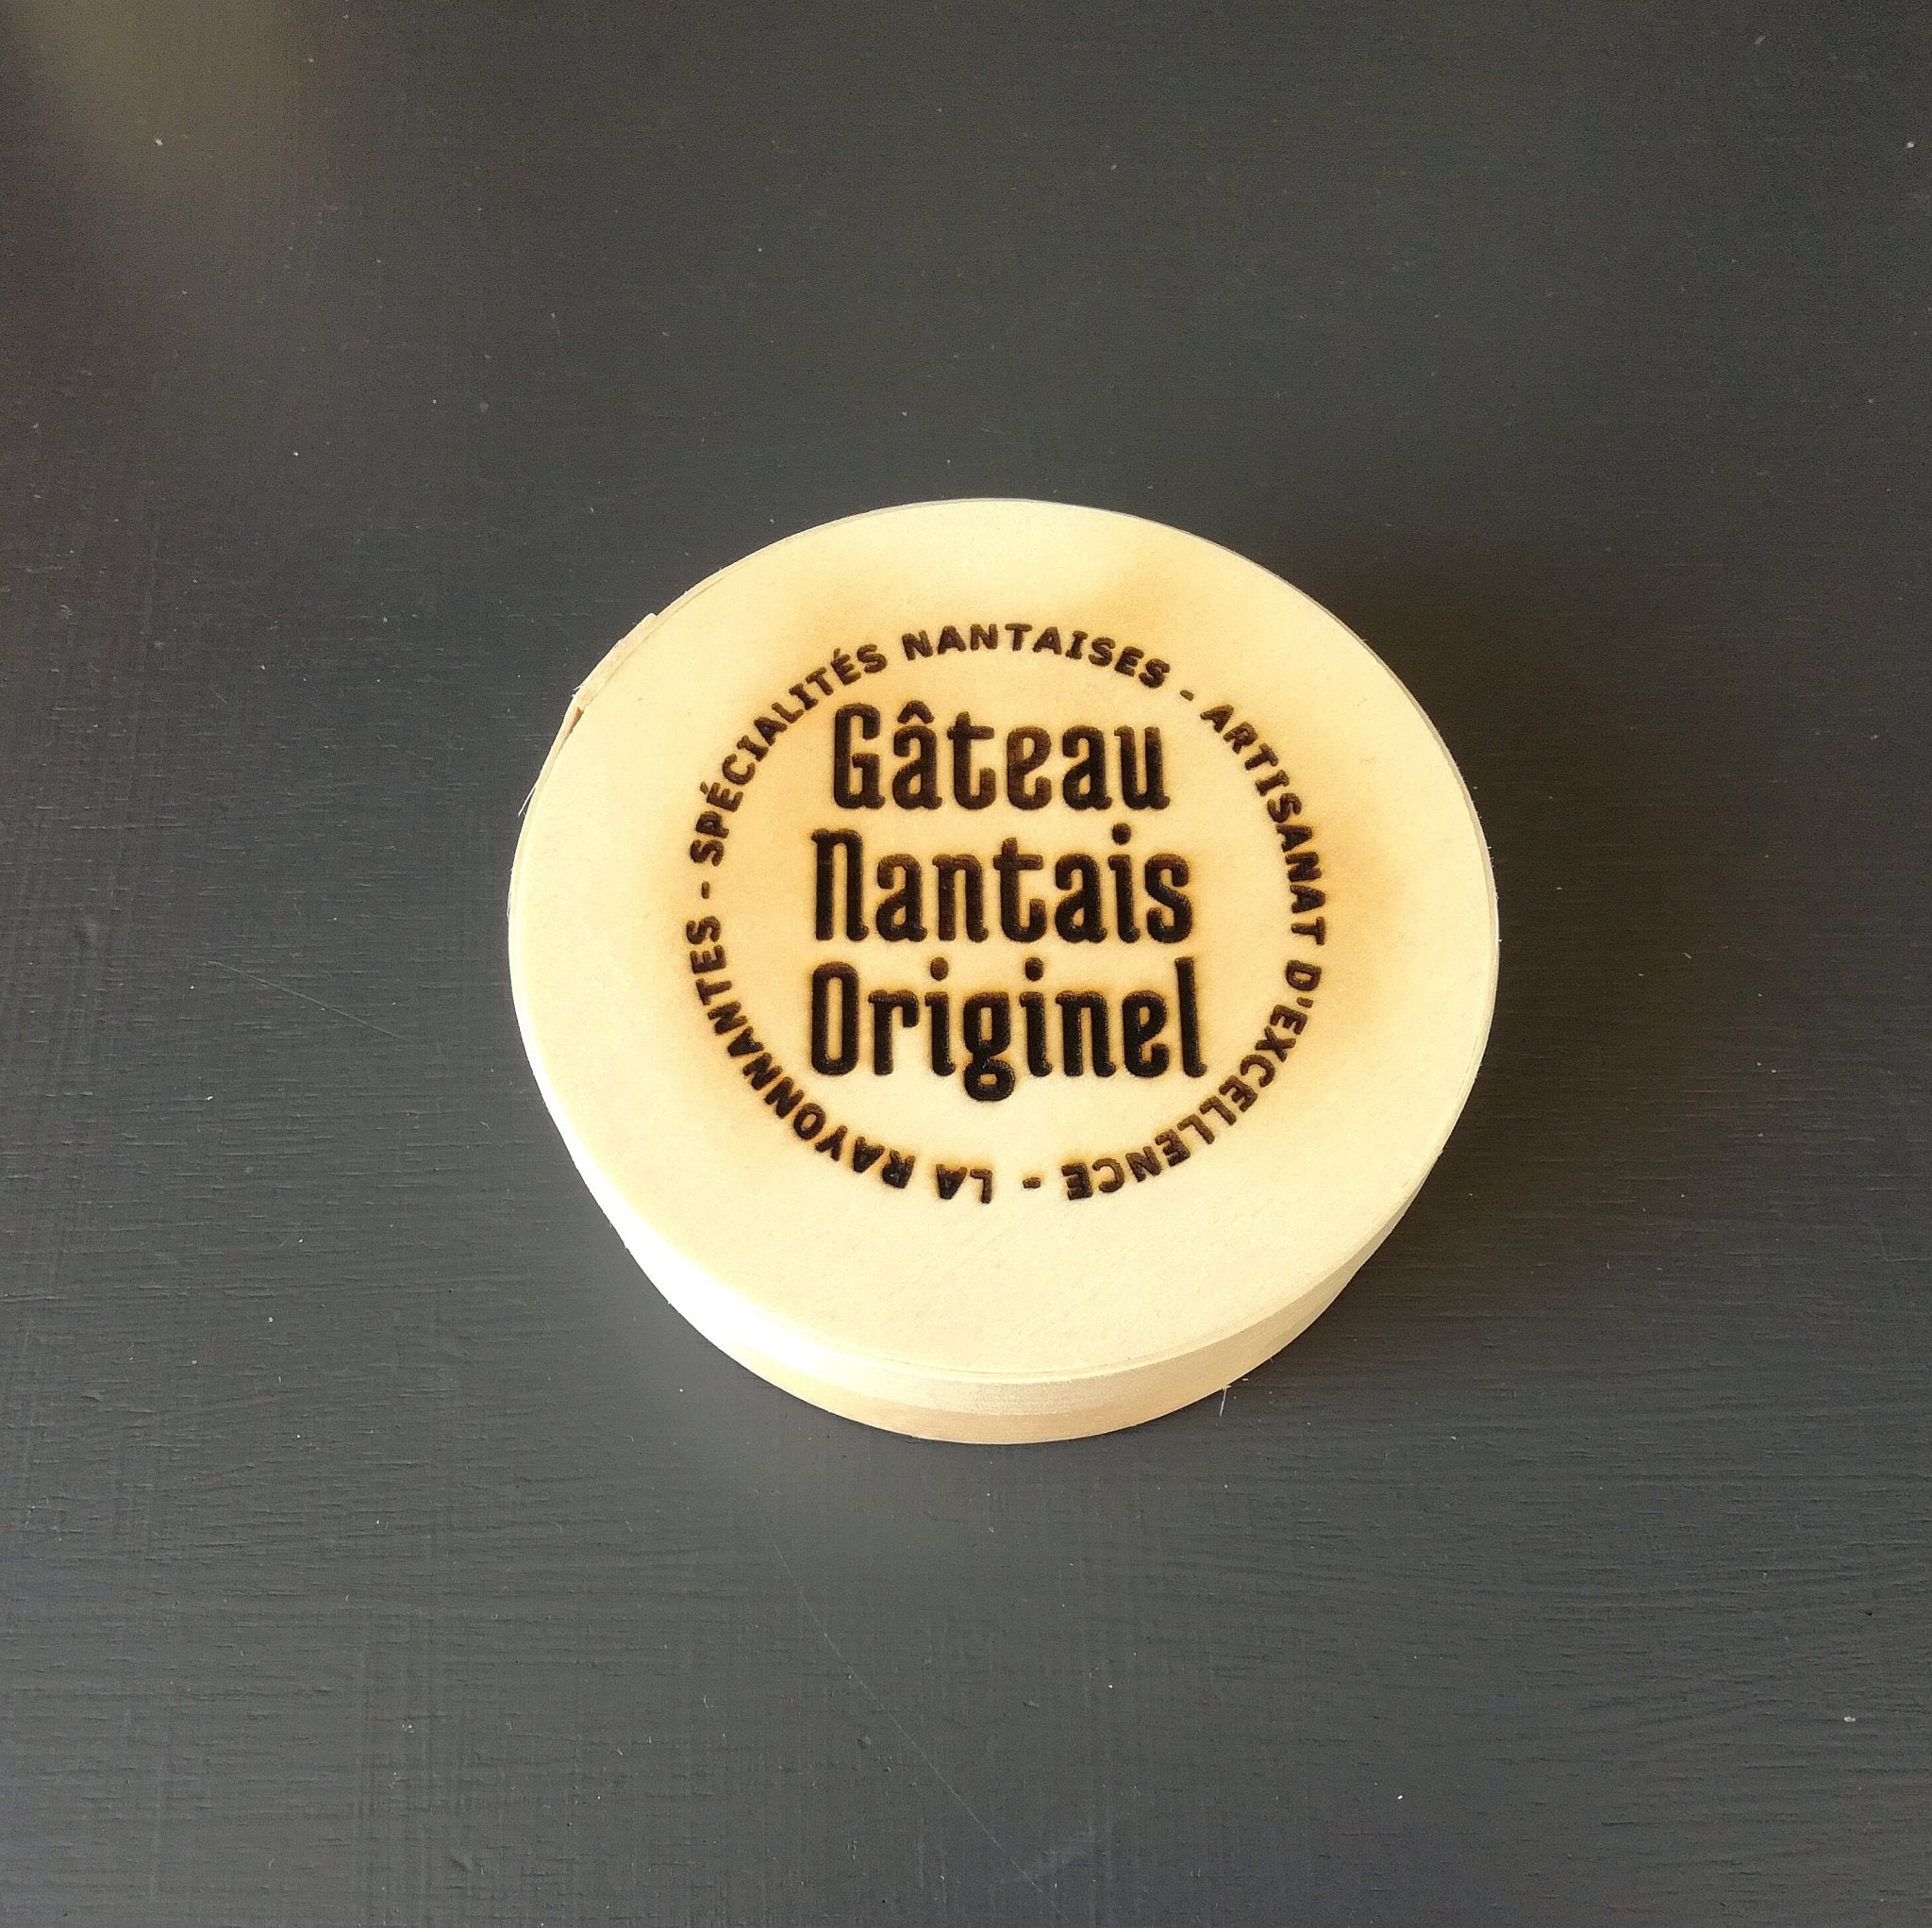 Gâteau
Nantais
Originel
SPÉCIALITÉS NANTAISES - ARTISANAT D'EXCELLENCE - LA RAYONNANTES -